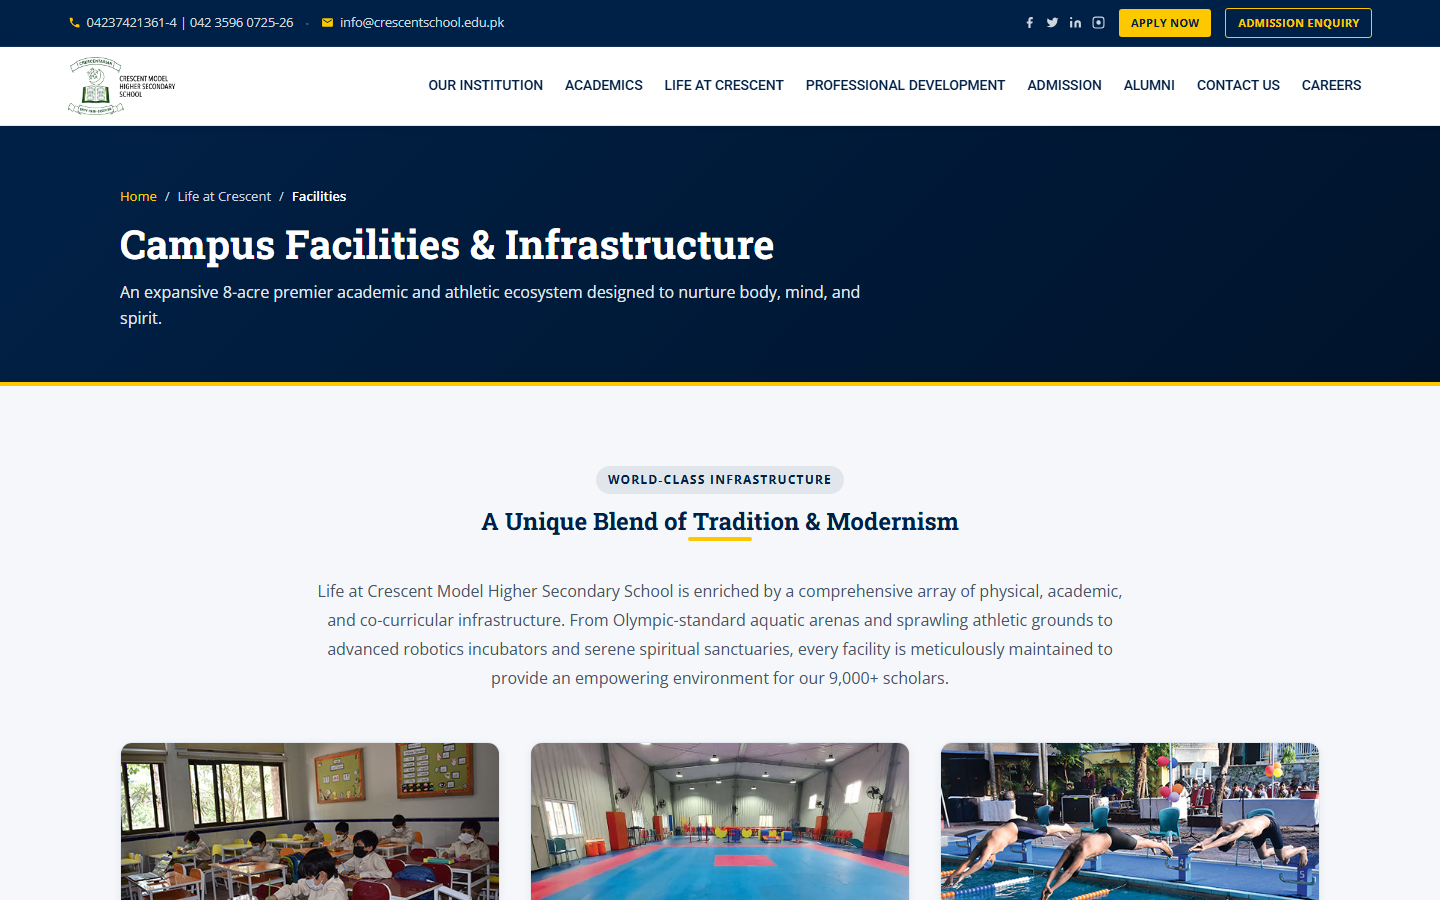 04237421361-4 | 042 3596 0725-26
info@crescentschool.edu.pk
APPLY NOW
ADMISSION ENQUIRY
CRESCENTARIAN
CRESCENT MODEL
HIGHER SECONDARY
SCHOOL
OUR INSTITUTION
ACADEMICS
LIFE AT CRESCENT
PROFESSIONAL DEVELOPMENT
ADMISSION
ALUMNI
CONTACT US
CAREERS
Home / Life at Crescent / Facilities
Campus Facilities & Infrastructure
An expansive 8-acre premier academic and athletic ecosystem designed to nurture body, mind, and
spirit.
WORLD-CLASS INFRASTRUCTURE
A Unique Blend of Tradition & Modernism
Life at Crescent Model Higher Secondary School is enriched by a comprehensive array of physical, academic,
and co-curricular infrastructure. From Olympic-standard aquatic arenas and sprawling athletic grounds to
advanced robotics incubators and serene spiritual sanctuaries, every facility is meticulously maintained to
provide an empowering environment for our 9,000+ scholars.
5